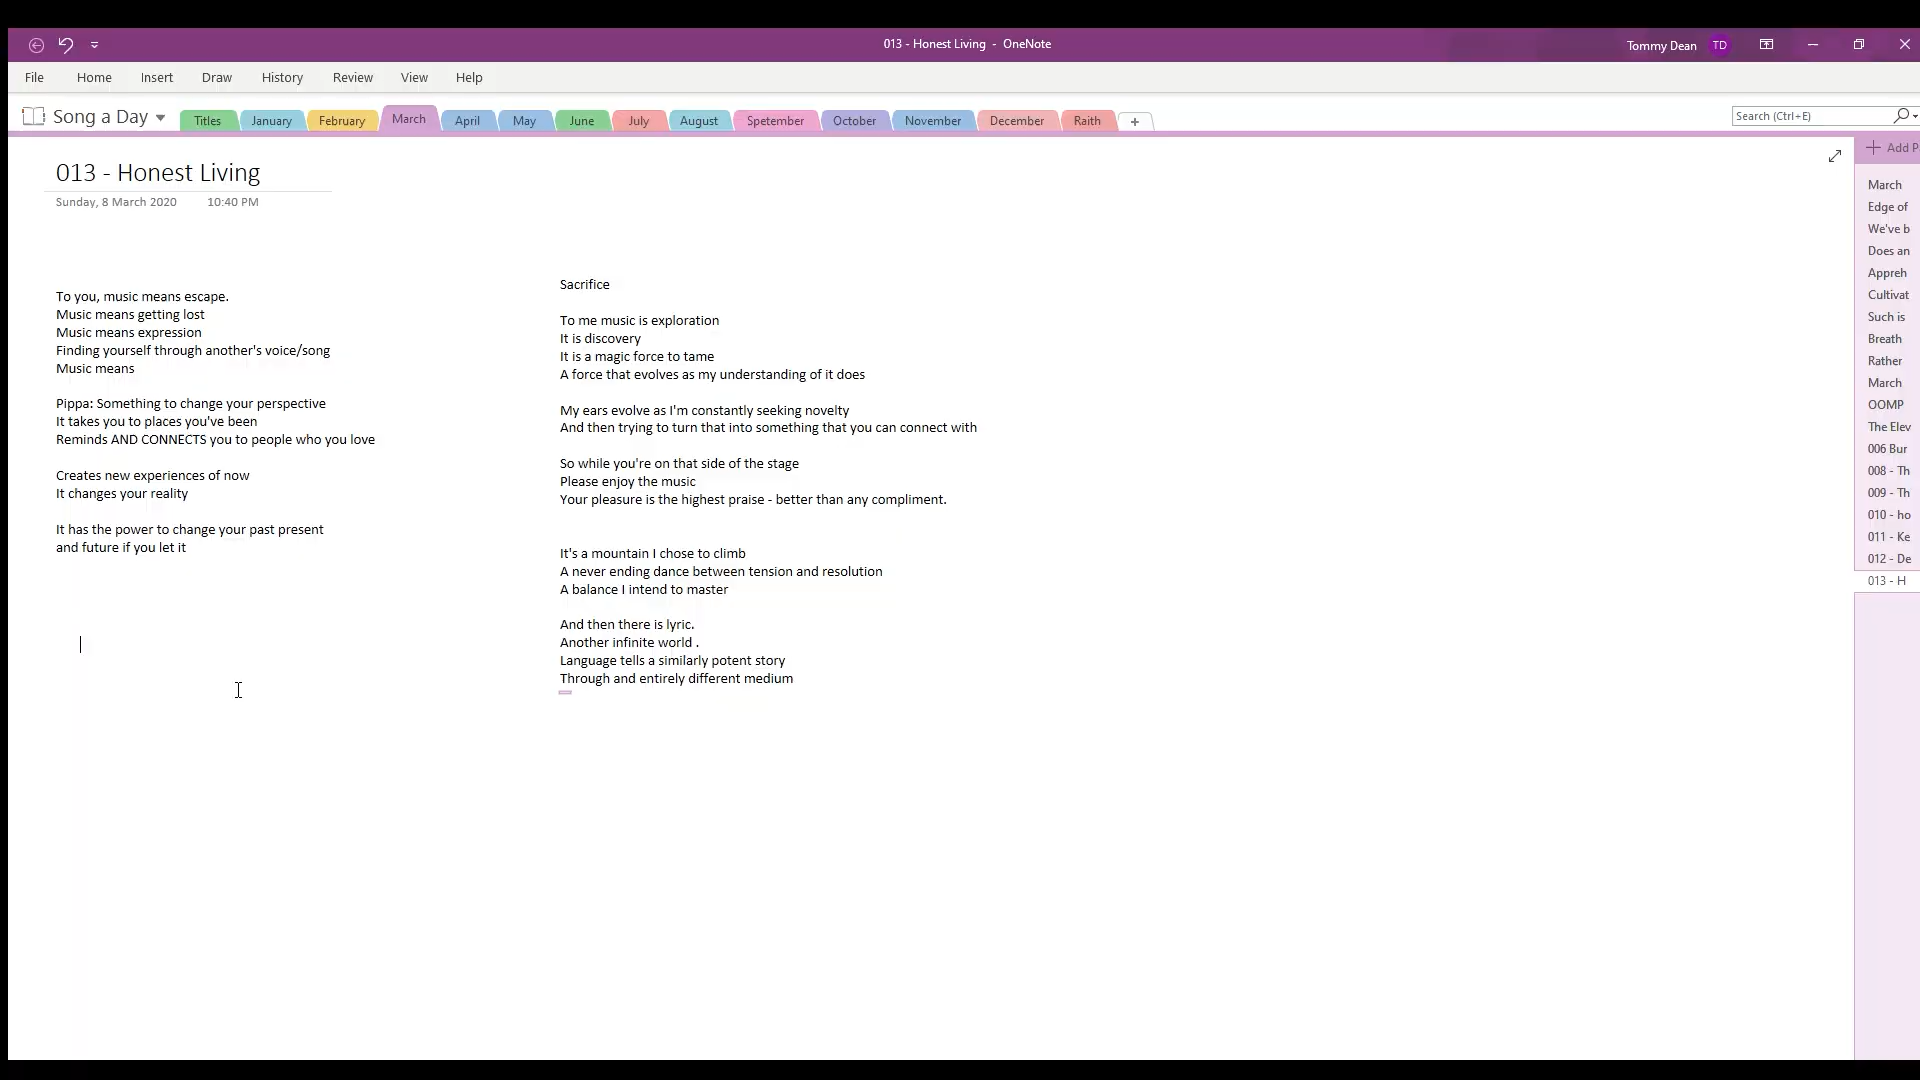 013 - Honest Living - OneNote
Tommy Dean TD
File Home Insert Draw History Review View Help
Song a Day Titles January February March April May June July August Spetember October November December Raith +
Search (Ctrl+E)
013 - Honest Living
Sunday, 8 March 2020 10:40 PM
To you, music means escape.
Music means getting lost
Music means expression
Finding yourself through another's voice/song
Music means
Pippa: Something to change your perspective
It takes you to places you've been
Reminds AND CONNECTS you to people who you love
Creates new experiences of now
It changes your reality
It has the power to change your past present
and future if you let it
Sacrifice
To me music is exploration
It is discovery
It is a magic force to tame
A force that evolves as my understanding of it does
My ears evolve as I'm constantly seeking novelty
And then trying to turn that into something that you can connect with
So while you're on that side of the stage
Please enjoy the music
Your pleasure is the highest praise - better than any compliment.
It's a mountain I chose to climb
A never ending dance between tension and resolution
A balance I intend to master
And then there is lyric.
Another infinite world .
Language tells a similarly potent story
Through and entirely different medium
Add P
March
Edge of
We've b
Does an
Appreh
Cultivat
Such is
Breath
Rather
March
OOMP
The Elev
006 Bur
008 - Th
009 - Th
010 - ho
011 - Ke
012 - De
013 - H